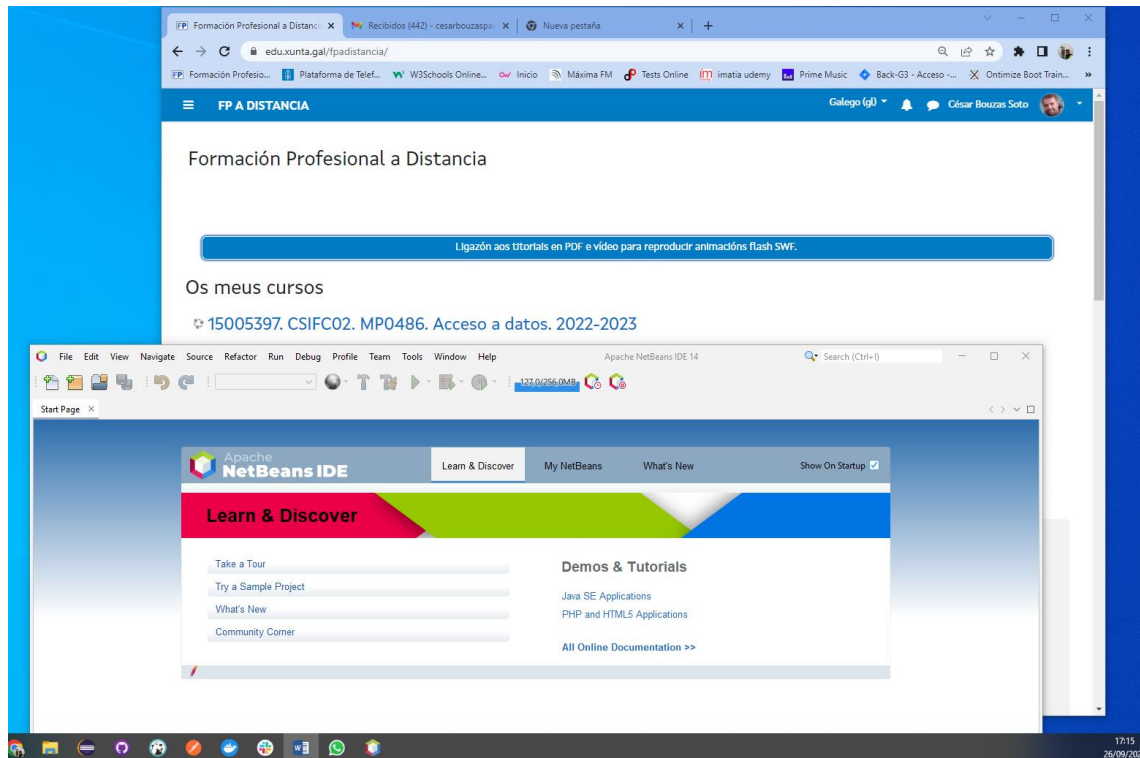 Formación Profesional a Distanc
Recibidos (442) - cesarbouzaspa
Nueva pestaña
edu.xunta.gal/fpadistancia/
Formación Profesio... Plataforma de Telef... W3Schools Online... Inicio Máxima FM Tests Online imatia udemy Prime Music Back-G3 - Acceso -... Ontimize Boot Train... »
FP A DISTANCIA
Galego (gl)
César Bouzas Soto
Formación Profesional a Distancia
Ligazón aos titoriais en PDF e vídeo para reproducir animacións flash SWF.
Os meus cursos
15005397. CSIFC02. MP0486. Acceso a datos. 2022-2023
File Edit View Navigate Source Refactor Run Debug Profile Team Tools Window Help
Apache NetBeans IDE 14
Search (Ctrl+I)
127,0/256,0MB
Start Page
Apache
NetBeans IDE
Learn & Discover
My NetBeans
What's New
Show On Startup
Learn & Discover
Take a Tour
Try a Sample Project
What's New
Community Corner
Demos & Tutorials
Java SE Applications
PHP and HTML5 Applications
All Online Documentation >>
17:15
26/09/202